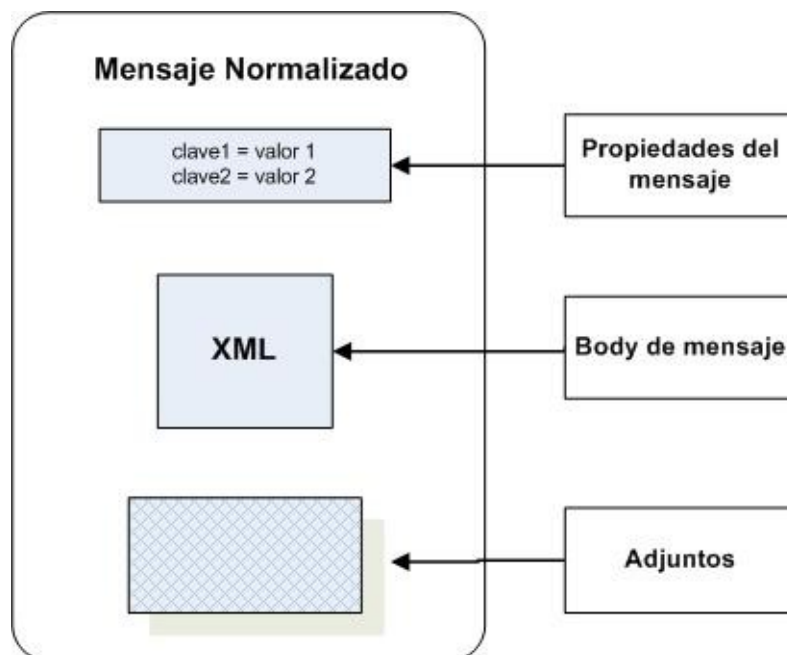 Mensaje Normalizado
clave1 = valor 1
clave2 = valor 2
Propiedades del
mensaje
XML
Body de mensaje
Adjuntos